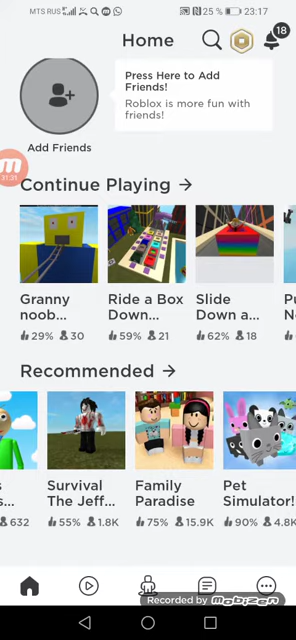 MTS RUS
25 %
23:17
Home
18
Press Here to Add
Friends!
Roblox is more fun with
friends!
Add Friends
31:31
Continue Playing →
Granny
noob...
29% 30
Ride a Box
Down...
59% 21
Slide
Down a...
62% 18
Recommended →
632
Survival
The Jeff...
55% 1.8K
Family
Paradise
75% 15.9K
Pet
Simulator!
90% 4.8K
Recorded by mobizen